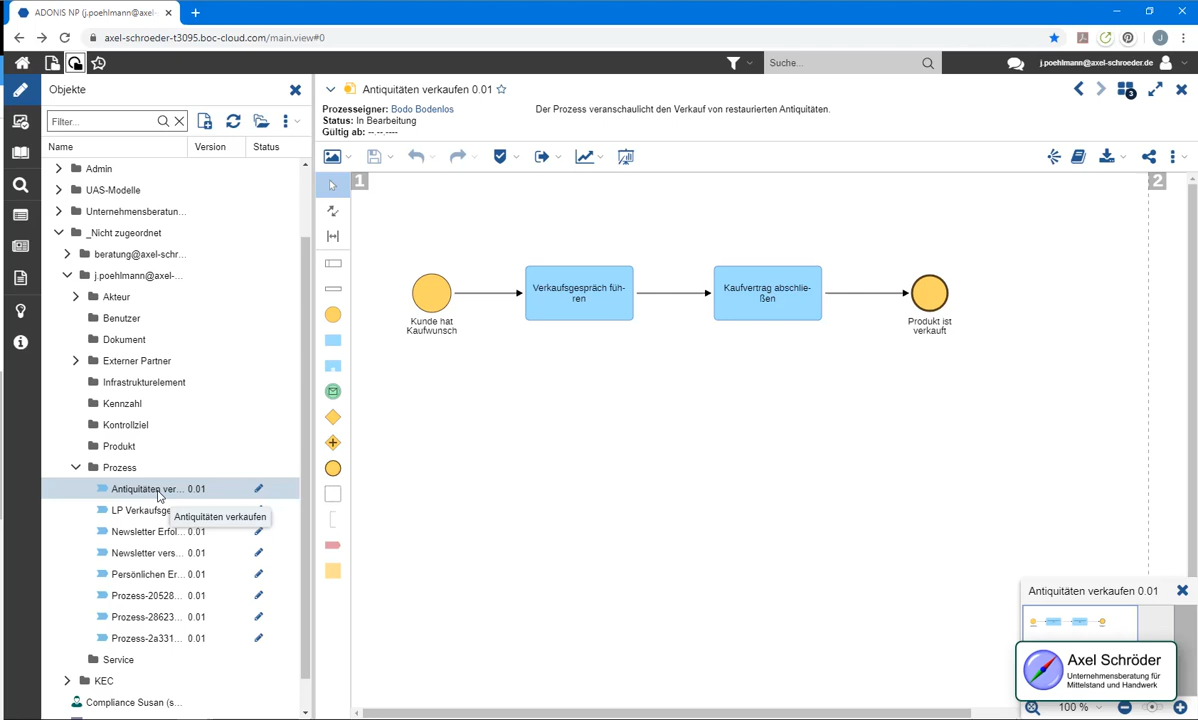 ADONIS NP (j.poehlmann@axel-
axel-schroeder-t3095.boc-cloud.com/main.view#0
J
Suche...
j.poehlmann@axel-schroeder.de
Objekte
Filter...
Name Version Status
Admin
UAS-Modelle
Unternehmensberatun...
_Nicht zugeordnet
beratung@axel-schr...
j.poehlmann@axel-...
Akteur
Benutzer
Dokument
Externer Partner
Infrastrukturelement
Kennzahl
Kontrollziel
Produkt
Prozess
Antiquitäten ver... 0.01
LP Verkaufsge
Antiquitäten verkaufen
Newsletter Erfol... 0.01
Newsletter vers... 0.01
Persönlichen Er... 0.01
Prozess-20528... 0.01
Prozess-28623... 0.01
Prozess-2a331... 0.01
Service
KEC
Compliance Susan (s...
Antiquitäten verkaufen 0.01
3
Prozesseigner: Bodo Bodenlos
Der Prozess veranschaulicht den Verkauf von restaurierten Antiquitäten.
Status: In Bearbeitung
Gültig ab: --.--.----
1
2
Kunde hat
Kaufwunsch
Verkaufsgespräch füh-
ren
Kaufvertrag abschlie-
ßen
Produkt ist
verkauft
Antiquitäten verkaufen 0.01
Axel Schröder
Unternehmensberatung für
Mittelstand und Handwerk
100 %